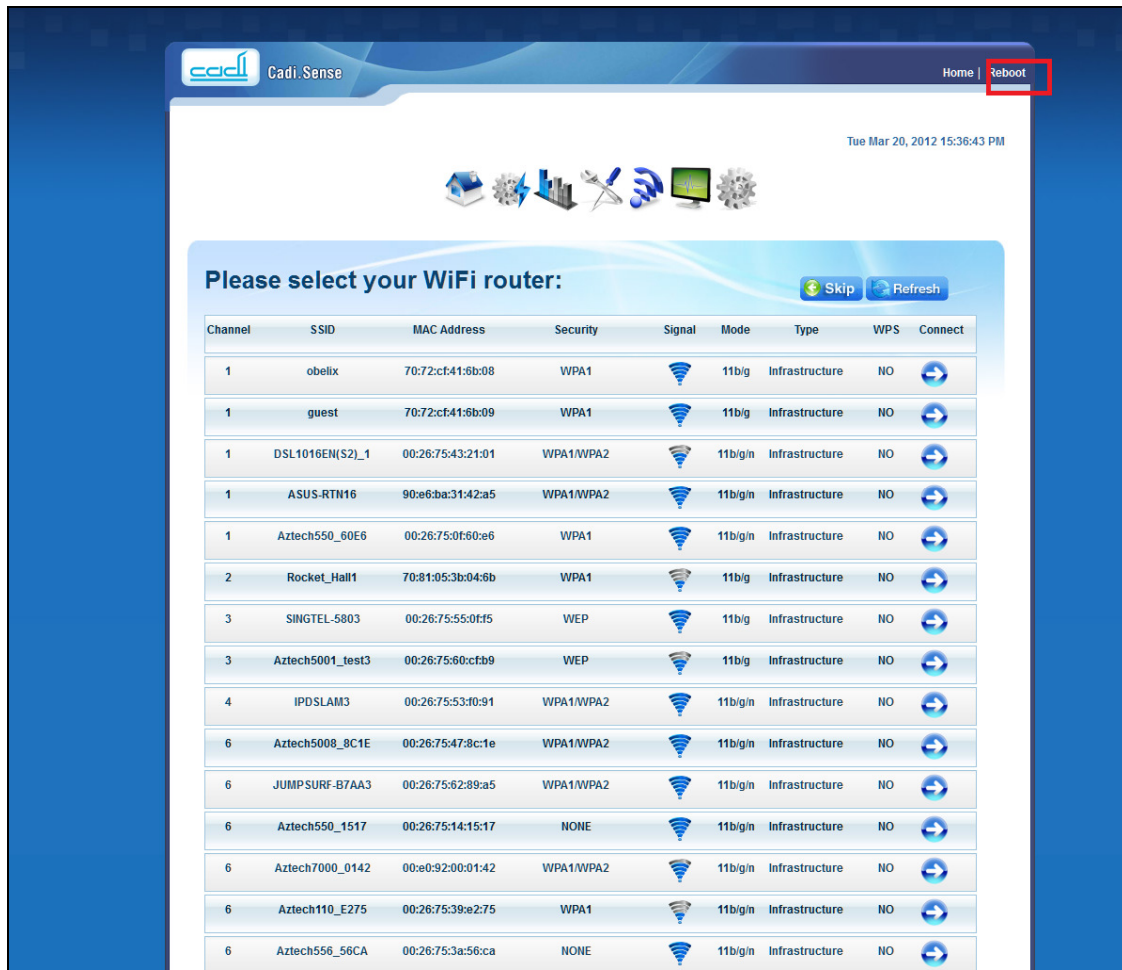 cadi Cadi.Sense
Home | Reboot
Tue Mar 20, 2012 15:36:43 PM
Please select your WiFi router:
Skip Refresh
Channel SSID MAC Address Security Signal Mode Type WPS Connect
1 obelix 70:72:cf:41:6b:08 WPA1 11b/g Infrastructure NO
1 guest 70:72:cf:41:6b:09 WPA1 11b/g Infrastructure NO
1 DSL1016EN(S2)_1 00:26:75:43:21:01 WPA1/WPA2 11b/g/n Infrastructure NO
1 ASUS-RTN16 90:e6:ba:31:42:a5 WPA1/WPA2 11b/g/n Infrastructure NO
1 Aztech550_60E6 00:26:75:0f:60:e6 WPA1 11b/g/n Infrastructure NO
2 Rocket_Hall1 70:81:05:3b:04:6b WPA1 11b/g Infrastructure NO
3 SINGTEL-5803 00:26:75:55:0f:f5 WEP 11b/g Infrastructure NO
3 Aztech5001_test3 00:26:75:60:cf:b9 WEP 11b/g Infrastructure NO
4 IPDSLAM3 00:26:75:53:f0:91 WPA1/WPA2 11b/g/n Infrastructure NO
6 Aztech5008_8C1E 00:26:75:47:8c:1e WPA1/WPA2 11b/g/n Infrastructure NO
6 JUMPSURF-B7AA3 00:26:75:62:89:a5 WPA1/WPA2 11b/g/n Infrastructure NO
6 Aztech550_1517 00:26:75:14:15:17 NONE 11b/g/n Infrastructure NO
6 Aztech7000_0142 00:e0:92:00:01:42 WPA1/WPA2 11b/g/n Infrastructure NO
6 Aztech110_E275 00:26:75:39:e2:75 WPA1 11b/g/n Infrastructure NO
6 Aztech556_56CA 00:26:75:3a:56:ca NONE 11b/g/n Infrastructure NO